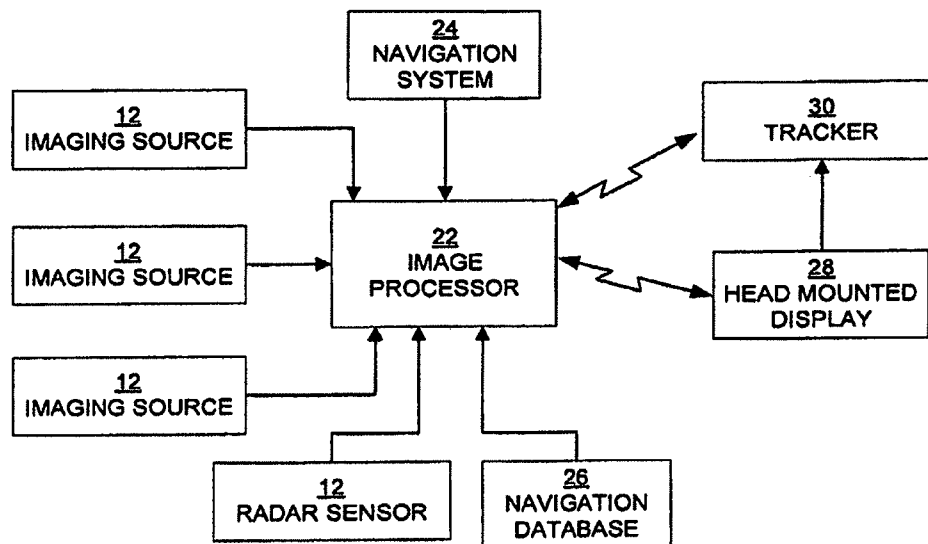 24
NAVIGATION
SYSTEM
12
IMAGING SOURCE
30
TRACKER
12
IMAGING SOURCE
22
IMAGE
PROCESSOR
28
HEAD MOUNTED
DISPLAY
12
IMAGING SOURCE
12
RADAR SENSOR
26
NAVIGATION
DATABASE